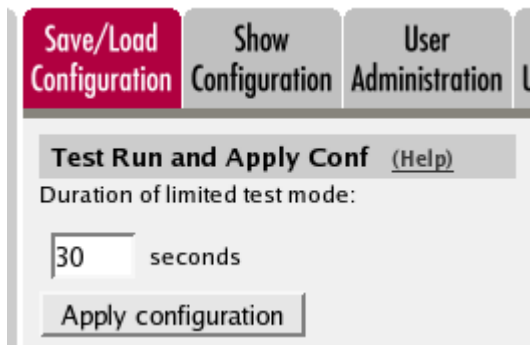 Save/Load Configuration
Show Configuration
User Administration
Test Run and Apply Conf (Help)
Duration of limited test mode:
30 seconds
Apply configuration